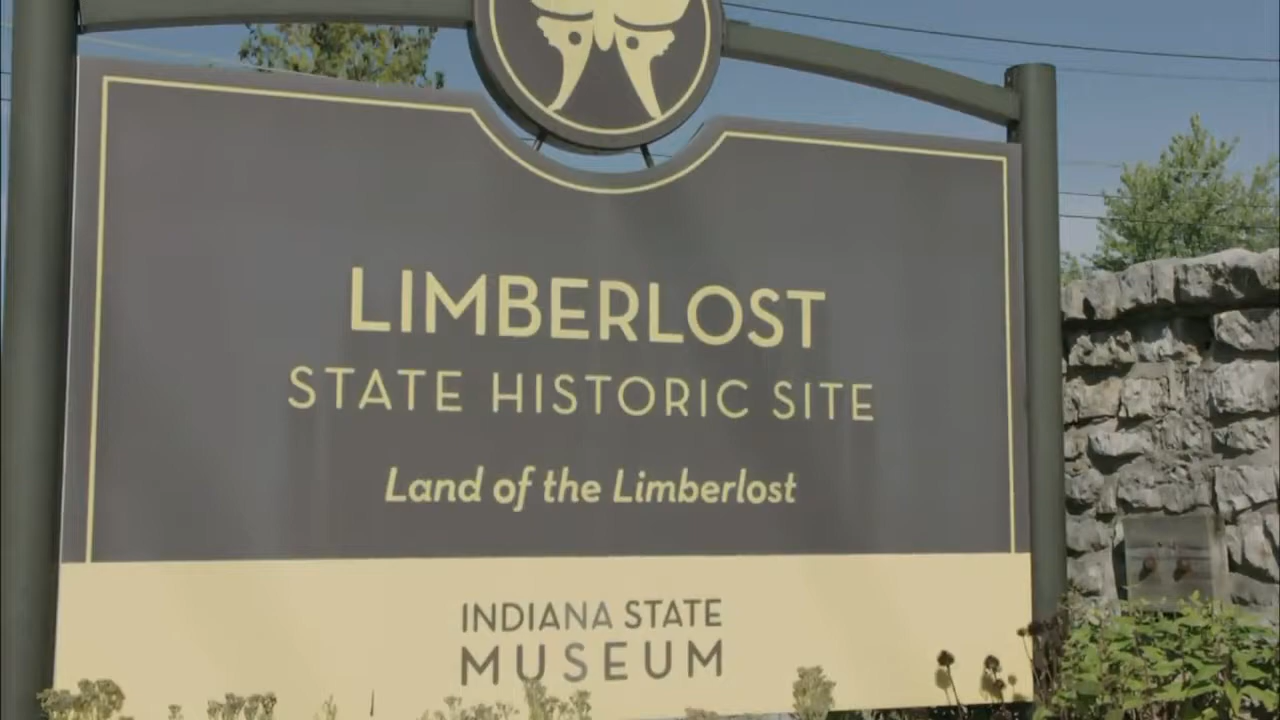 LIMBERLOST
STATE HISTORIC SITE
Land of the Limberlost
INDIANA STATE
MUSEUM